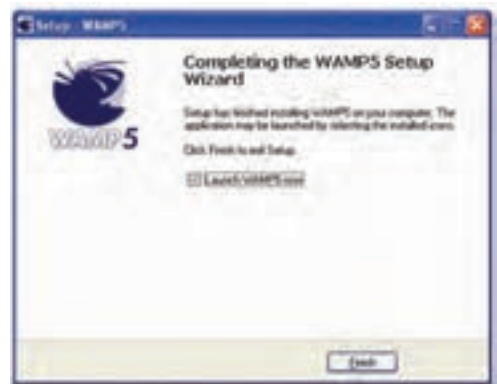 Setup - WAMP5
Completing the WAMP5 Setup
Wizard
Setup has finished installing WAMP5 on your computer. The
application may be launched by selecting the installed icons.
Click Finish to exit Setup.
Launch WAMP5 now
WAMP5
Finish